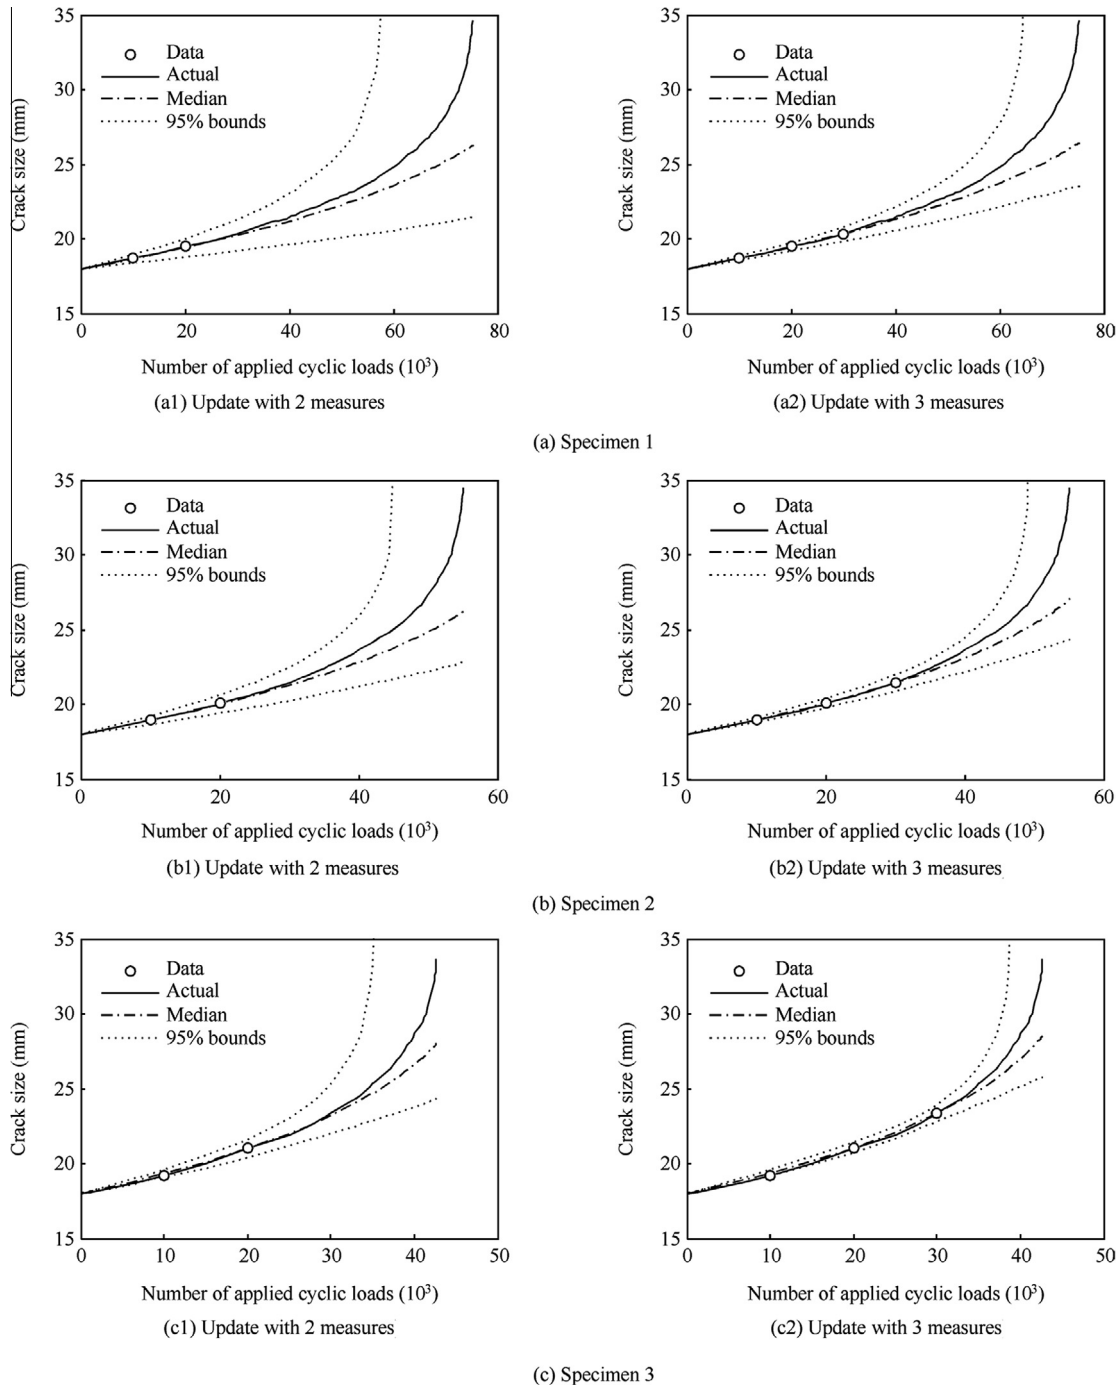 35
30
25
20
15
Crack size (mm)
Data
Actual
Median
95% bounds
0 20 40 60 80
Number of applied cyclic loads (10³)
(a1) Update with 2 measures
35
30
25
20
15
Crack size (mm)
Data
Actual
Median
95% bounds
0 20 40 60 80
Number of applied cyclic loads (10³)
(a2) Update with 3 measures
(a) Specimen 1
35
30
25
20
15
Crack size (mm)
Data
Actual
Median
95% bounds
0 20 40 60
Number of applied cyclic loads (10³)
(b1) Update with 2 measures
35
30
25
20
15
Crack size (mm)
Data
Actual
Median
95% bounds
0 20 40 60
Number of applied cyclic loads (10³)
(b2) Update with 3 measures
(b) Specimen 2
35
30
25
20
15
Crack size (mm)
Data
Actual
Median
95% bounds
0 10 20 30 40 50
Number of applied cyclic loads (10³)
(c1) Update with 2 measures
35
30
25
20
15
Crack size (mm)
Data
Actual
Median
95% bounds
0 10 20 30 40 50
Number of applied cyclic loads (10³)
(c2) Update with 3 measures
(c) Specimen 3